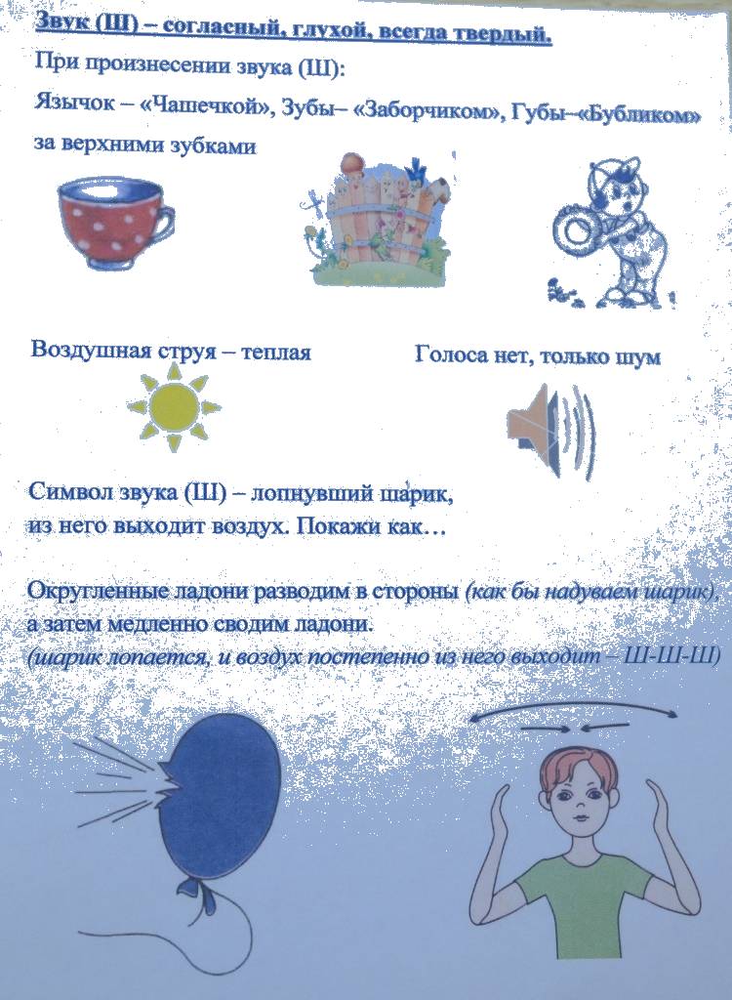 Звук (Ш) – согласный, глухой, всегда твердый.
При произнесении звука (Ш):
Язычок – «Чашечкой», Зубы– «Заборчиком», Губы–«Бубликом»
за верхними зубками
Воздушная струя – теплая
Голоса нет, только шум
Символ звука (Ш) – лопнувший шарик,
из него выходит воздух. Покажи как…
Округленные ладони разводим в стороны (как бы надуваем шарик),
а затем медленно сводим ладони.
(шарик лопается, и воздух постепенно из него выходит – Ш-Ш-Ш)